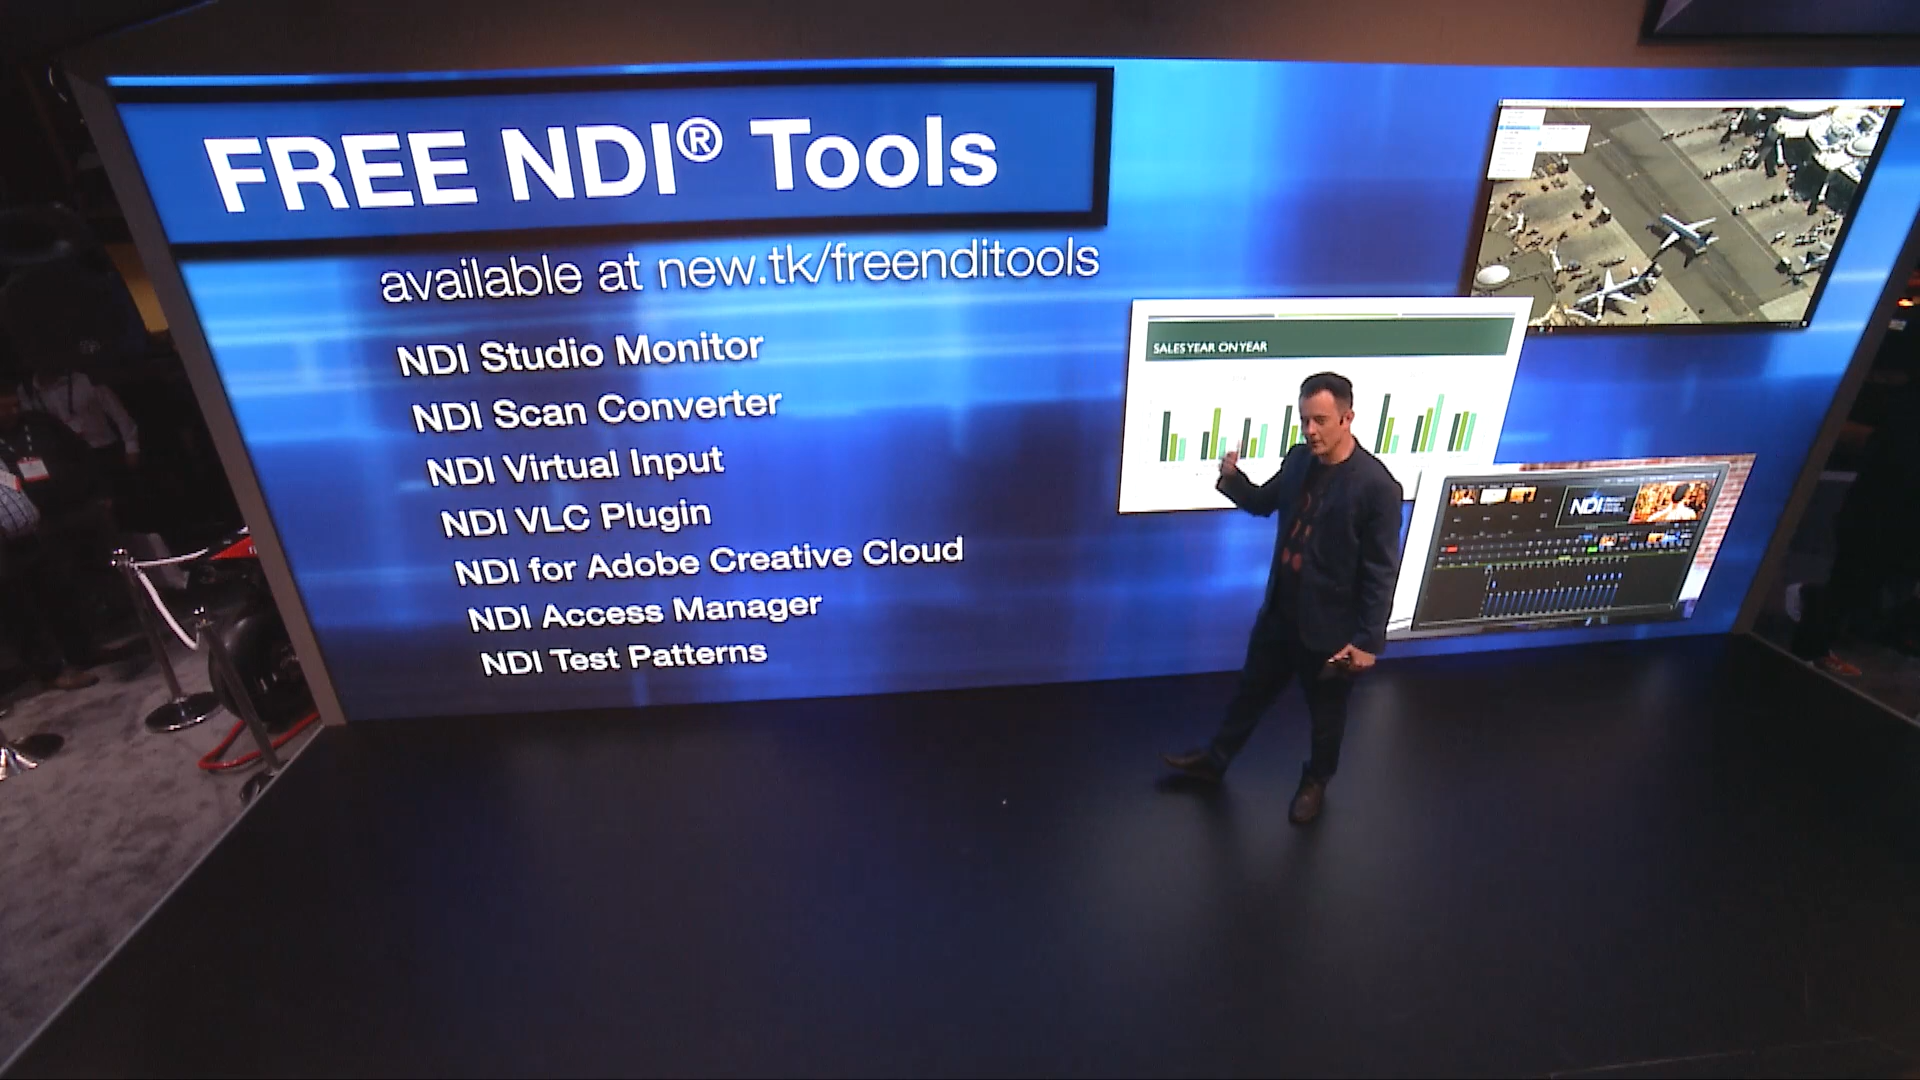 FREE NDI® Tools
available at new.tk/freenditools
NDI Studio Monitor
NDI Scan Converter
NDI Virtual Input
NDI VLC Plugin
NDI for Adobe Creative Cloud
NDI Access Manager
NDI Test Patterns
SALES YEAR ON YEAR
NDI